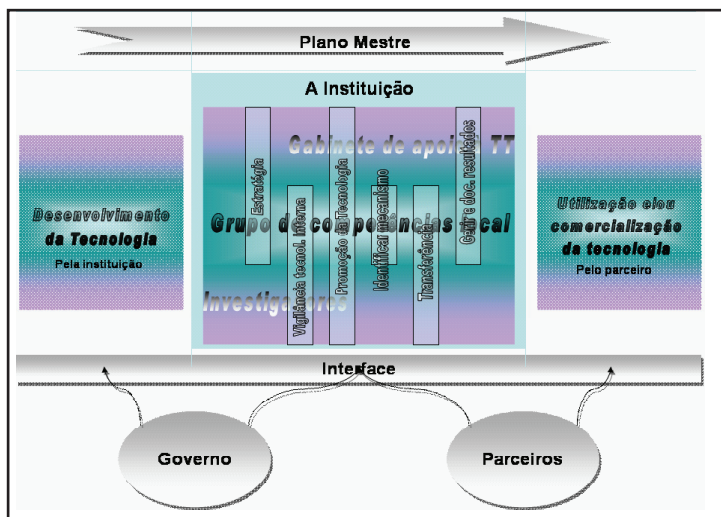 Plano Mestre
A Instituição
Gabinete de apoio TT
Grupo de competências local
Investigadores
Estratégia
Vigilância tecnol. interna
Promoção da Tecnologia
Identificar mecanismo
Transferência
Gerir e doc. resultados
Desenvolvimento
da Tecnologia
Pela instituição
Utilização e/ou
comercialização
da tecnologia
Pelo parceiro
Interface
Governo
Parceiros